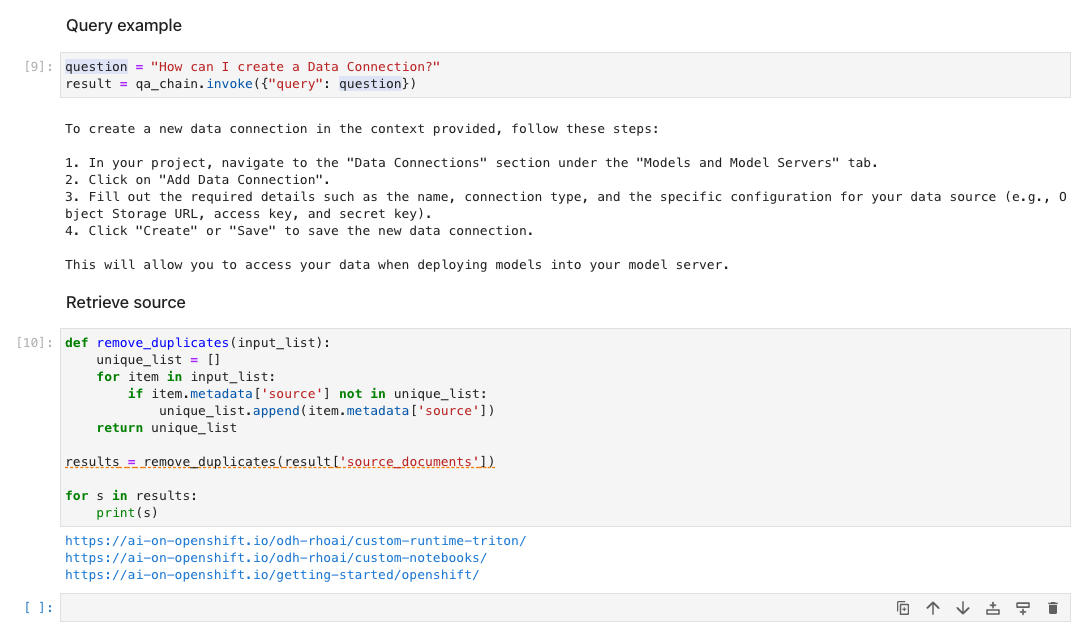 Query example
[9]: question = "How can I create a Data Connection?"
result = qa_chain.invoke({"query": question})
To create a new data connection in the context provided, follow these steps:
1. In your project, navigate to the "Data Connections" section under the "Models and Model Servers" tab.
2. Click on "Add Data Connection".
3. Fill out the required details such as the name, connection type, and the specific configuration for your data source (e.g., O
bject Storage URL, access key, and secret key).
4. Click "Create" or "Save" to save the new data connection.
This will allow you to access your data when deploying models into your model server.
Retrieve source
[10]: def remove_duplicates(input_list):
    unique_list = []
    for item in input_list:
        if item.metadata['source'] not in unique_list:
            unique_list.append(item.metadata['source'])
    return unique_list
results = remove_duplicates(result['source_documents'])
for s in results:
    print(s)
https://ai-on-openshift.io/odh-rhoai/custom-runtime-triton/
https://ai-on-openshift.io/odh-rhoai/custom-notebooks/
https://ai-on-openshift.io/getting-started/openshift/
[ ]: